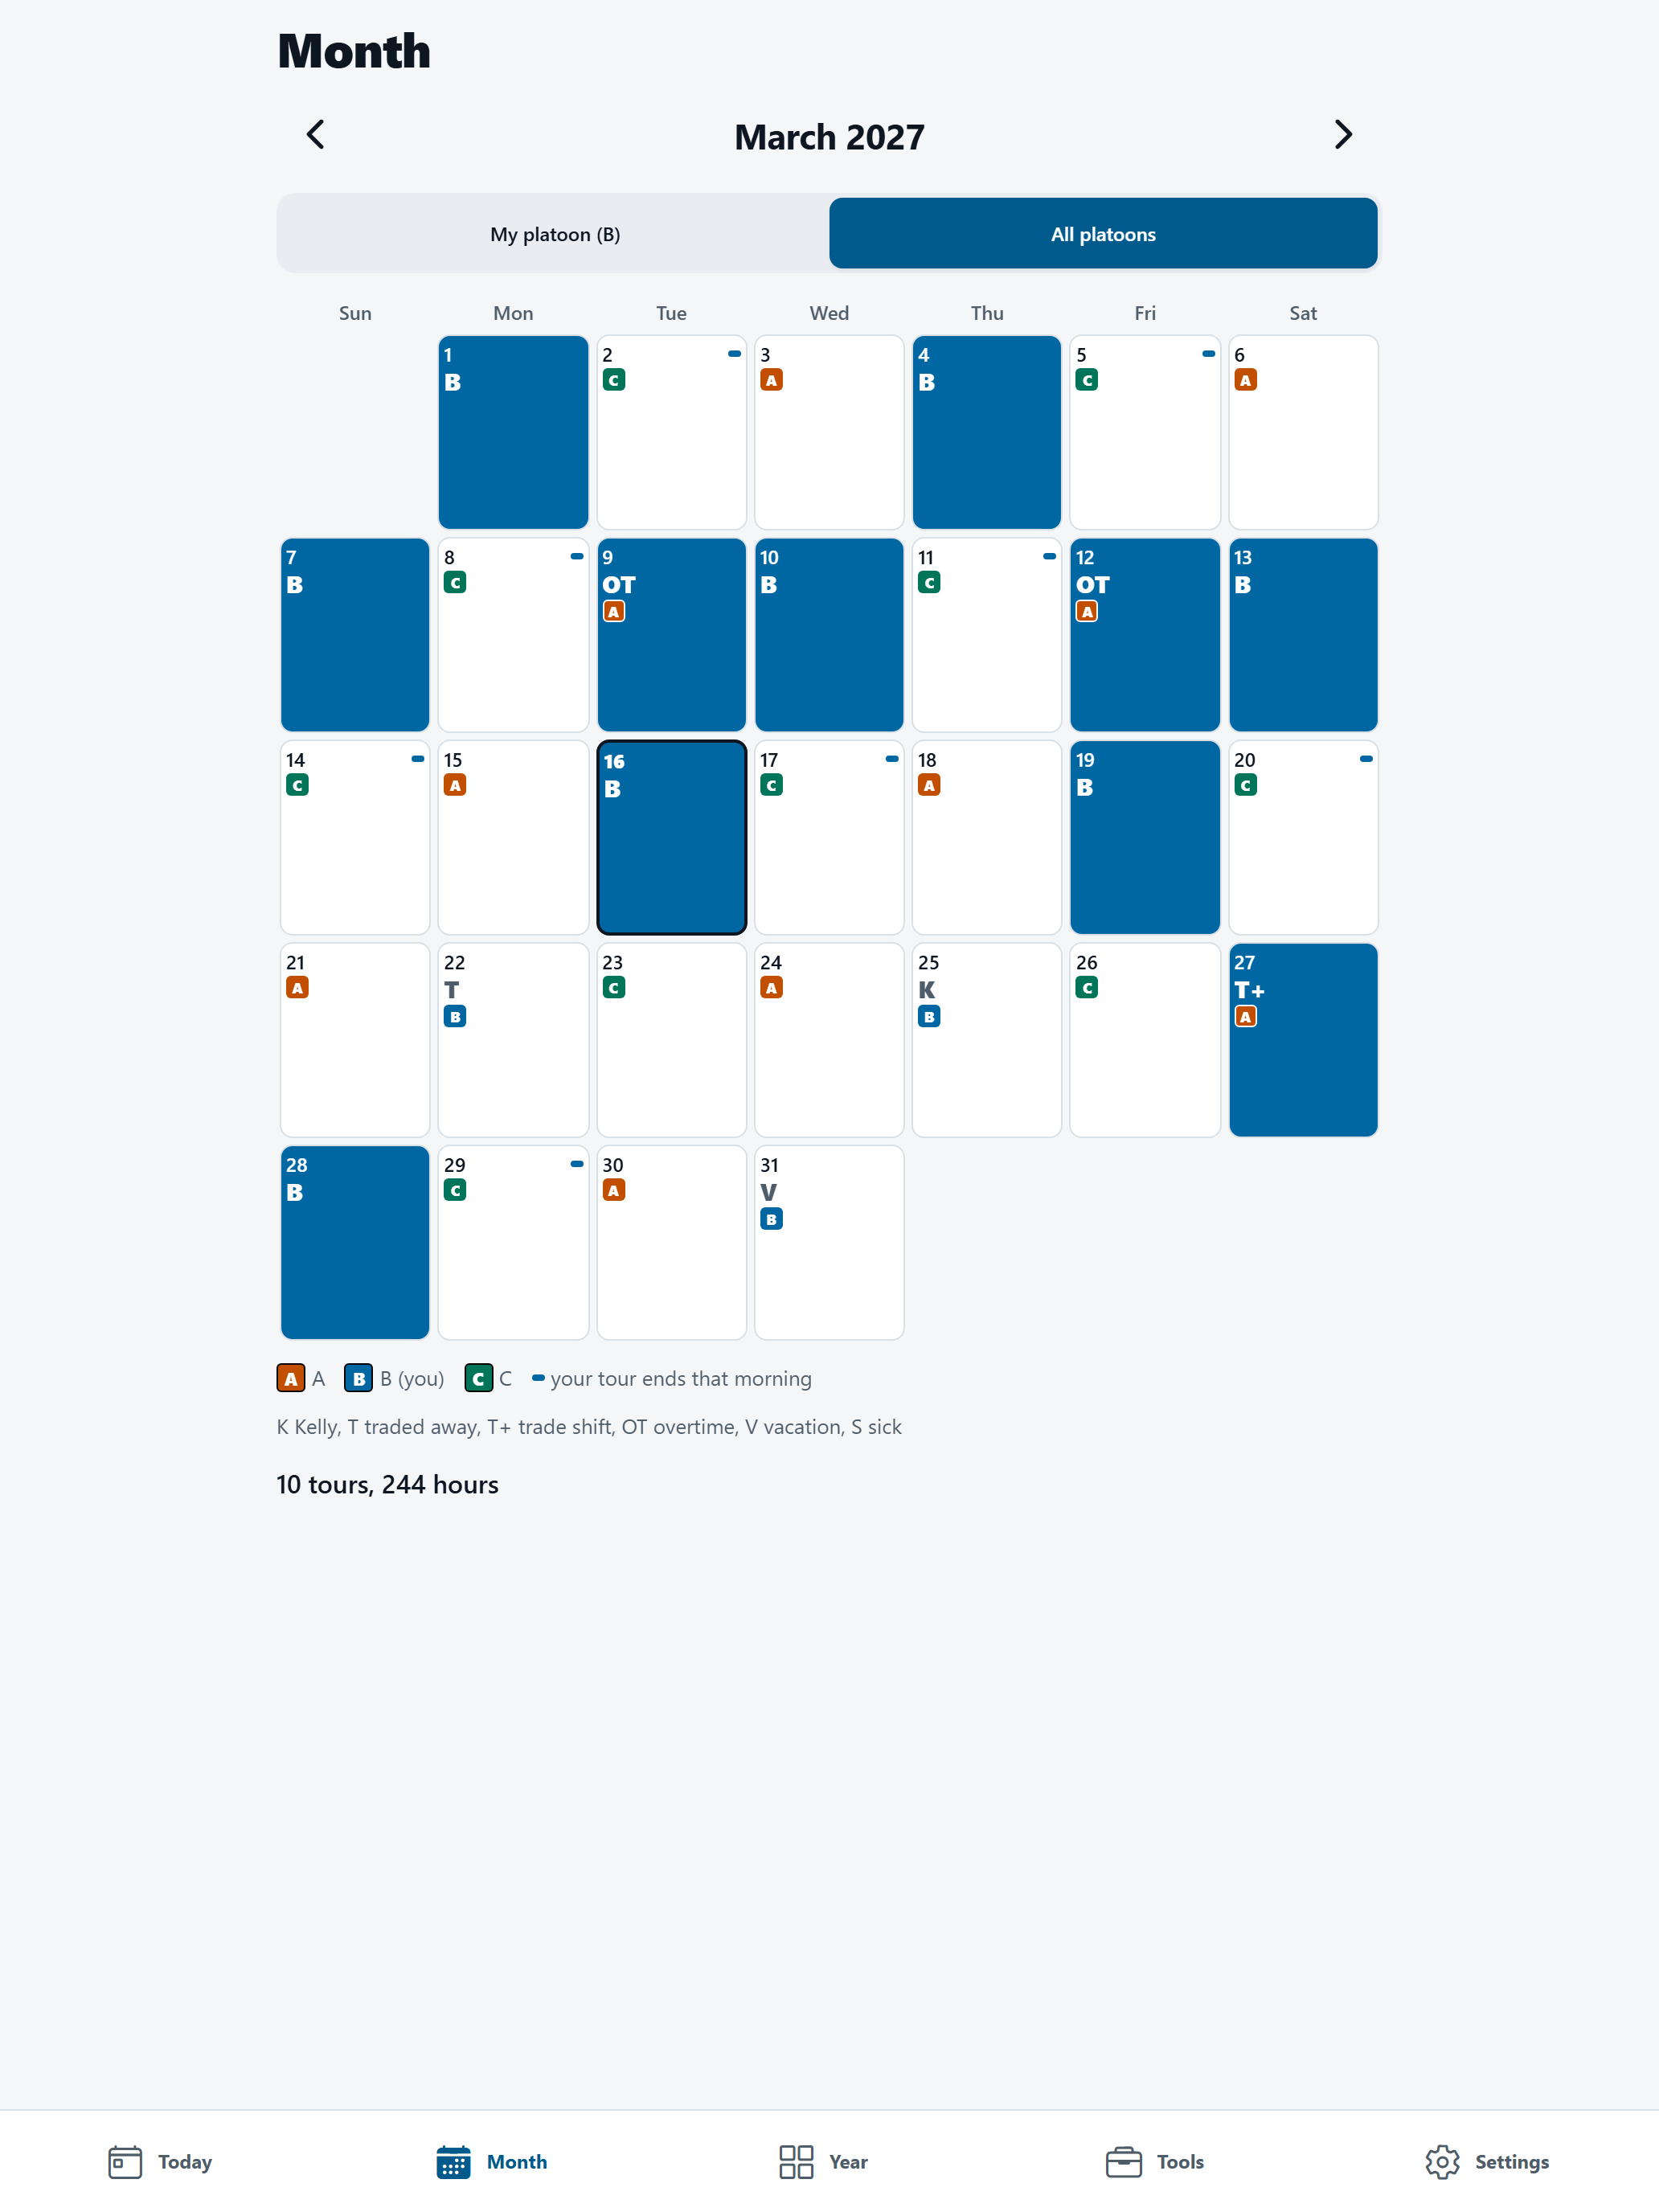 Month
March 2027
My platoon (B) All platoons
Sun Mon Tue Wed Thu Fri Sat
1 2 3 4 5 6
B C A B C A
7 8 9 10 11 12 13
B C OT B C OT B
A A
14 15 16 17 18 19 20
C A B C A B C
21 22 23 24 25 26 27
A T C A K C T+
B B A
28 29 30 31
B C A V
B
A A B B (you) C C your tour ends that morning
K Kelly, T traded away, T+ trade shift, OT overtime, V vacation, S sick
10 tours, 244 hours
Today Month Year Tools Settings